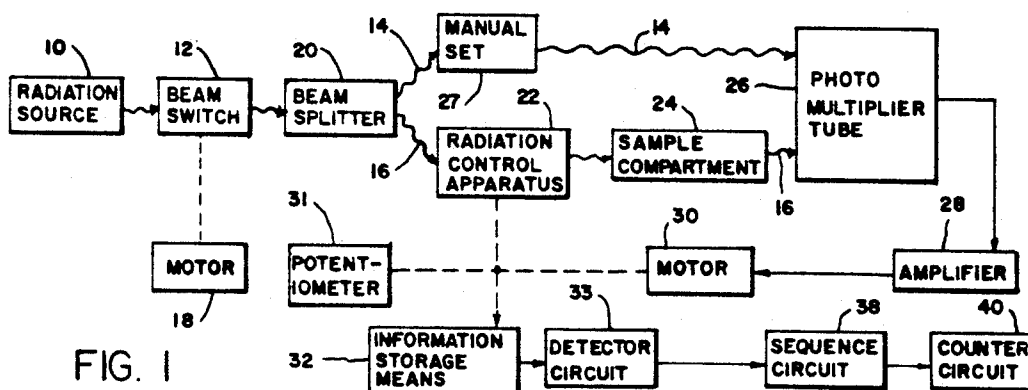 10
RADIATION
SOURCE
12
BEAM
SWITCH
20
BEAM
SPLITTER
14
MANUAL
SET
27
14
22
RADIATION
CONTROL
APPARATUS
16
24
SAMPLE
COMPARTMENT
16
26
PHOTO
MULTIPLIER
TUBE
28
AMPLIFIER
30
MOTOR
31
POTENT-
IOMETER
MOTOR
18
32
INFORMATION
STORAGE
MEANS
33
DETECTOR
CIRCUIT
38
SEQUENCE
CIRCUIT
40
COUNTER
CIRCUIT
FIG. 1